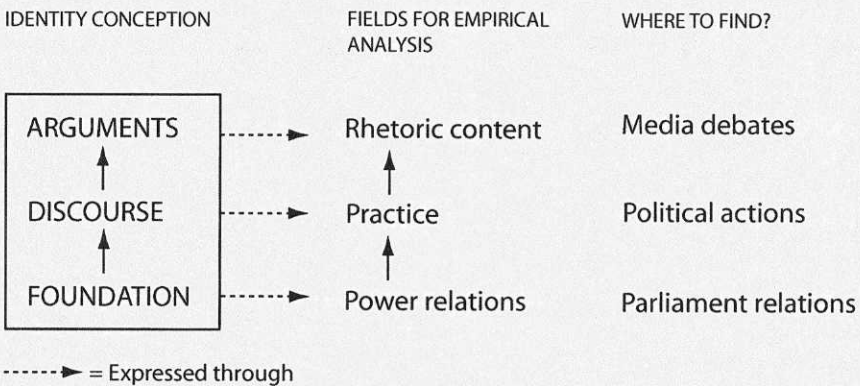 IDENTITY CONCEPTION
FIELDS FOR EMPIRICAL
ANALYSIS
WHERE TO FIND?
ARGUMENTS
Rhetoric content
Media debates
DISCOURSE
Practice
Political actions
FOUNDATION
Power relations
Parliament relations
= Expressed through